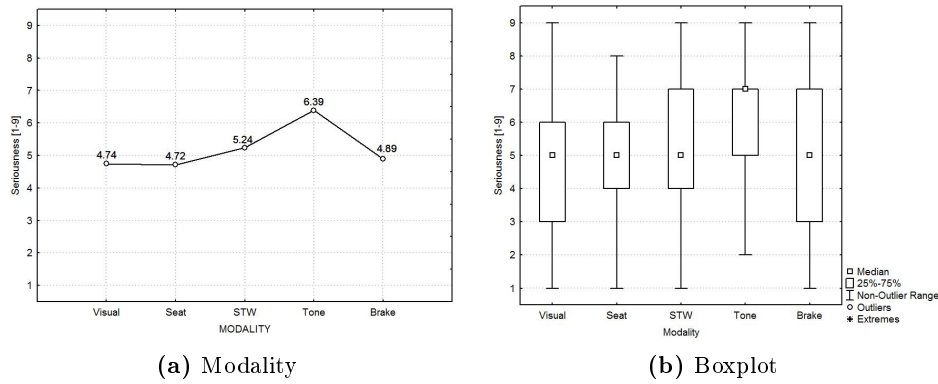 9
8
7
6
5
4
3
2
1
Seriousness [1-9]
4.74
4.72
5.24
6.39
4.89
Visual Seat STW Tone Brake
MODALITY
9
8
7
6
5
4
3
2
1
Seriousness [1-9]
Visual Seat STW Tone Brake
Modality
Median
25%-75%
Non-Outlier Range
Outliers
Extremes
(a) Modality
(b) Boxplot